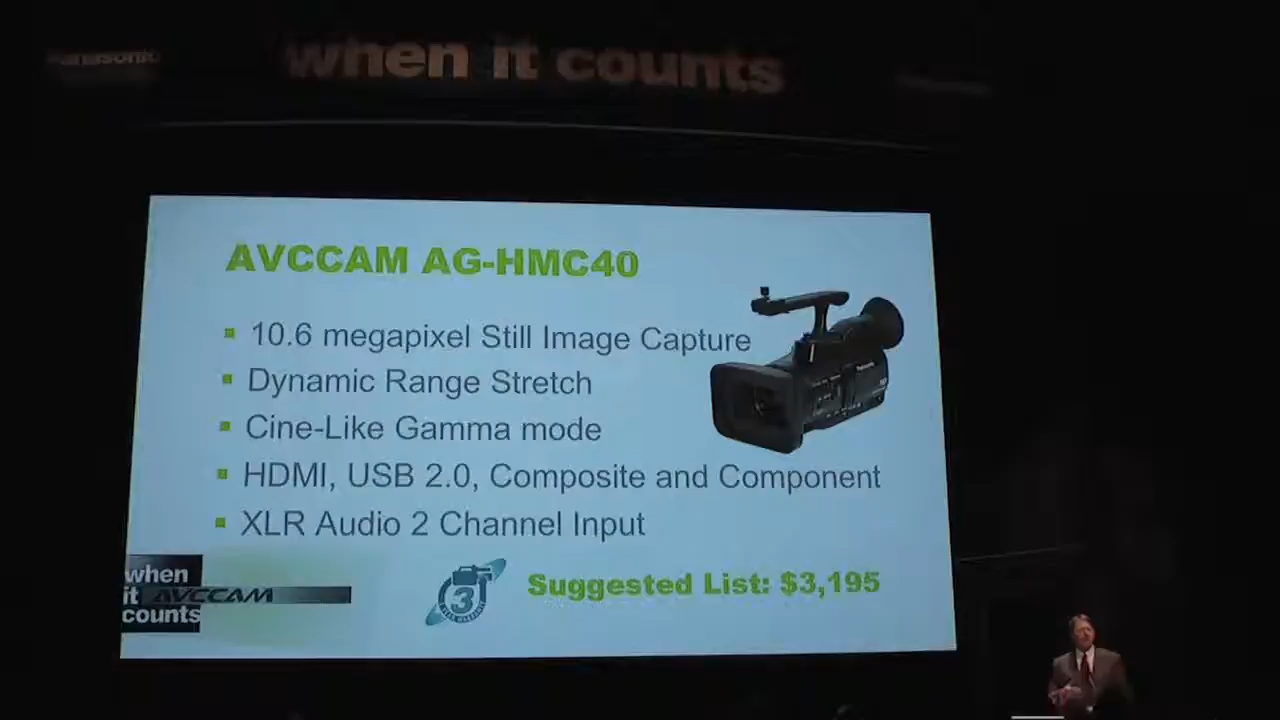 Panasonic
when it counts
AVCCAM AG-HMC40
10.6 megapixel Still Image Capture
Dynamic Range Stretch
Cine-Like Gamma mode
HDMI, USB 2.0, Composite and Component
XLR Audio 2 Channel Input
Suggested List: $3,195
when
it AVCCAM
counts
3